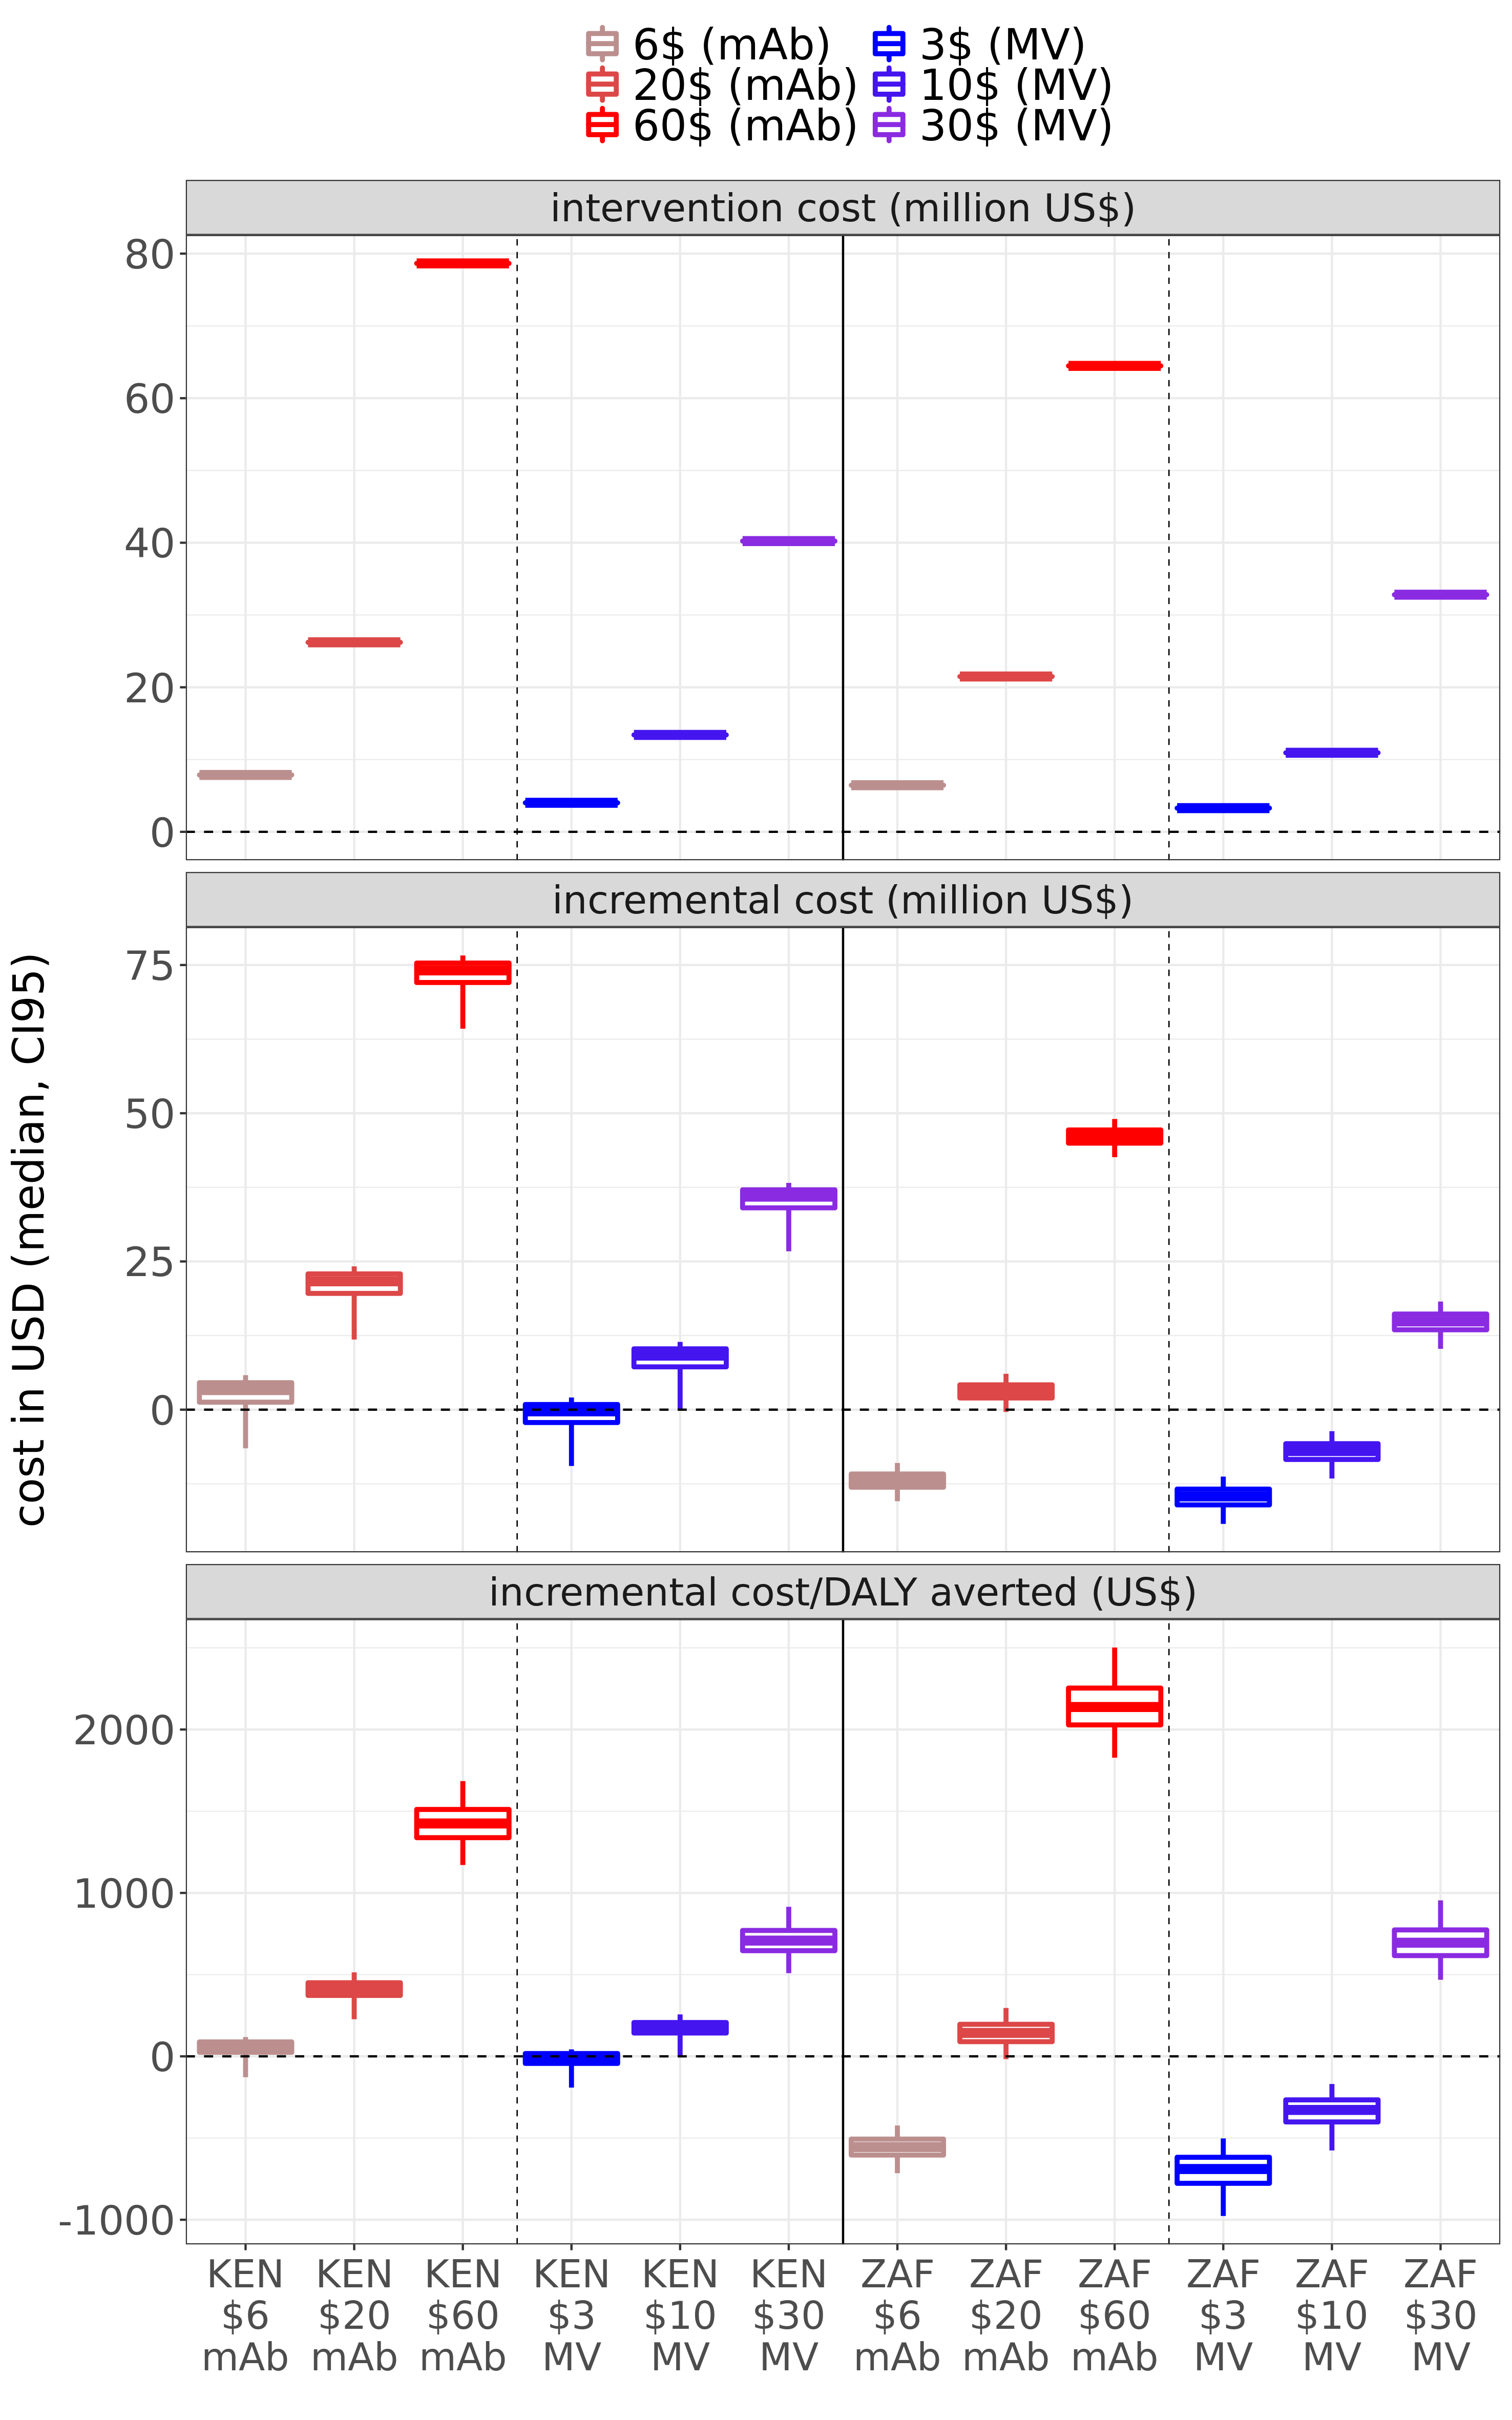 6$ (mAb) 3$ (MV)
20$ (mAb) 10$ (MV)
60$ (mAb) 30$ (MV)
intervention cost (million US$)
80
60
40
20
0
incremental cost (million US$)
75
50
25
0
cost in USD (median, CI95)
incremental cost/DALY averted (US$)
2000
1000
0
-1000
KEN KEN KEN KEN KEN KEN ZAF ZAF ZAF ZAF ZAF ZAF
$6 $20 $60 $3 $10 $30 $6 $20 $60 $3 $10 $30
mAb mAb mAb MV MV MV mAb mAb mAb MV MV MV